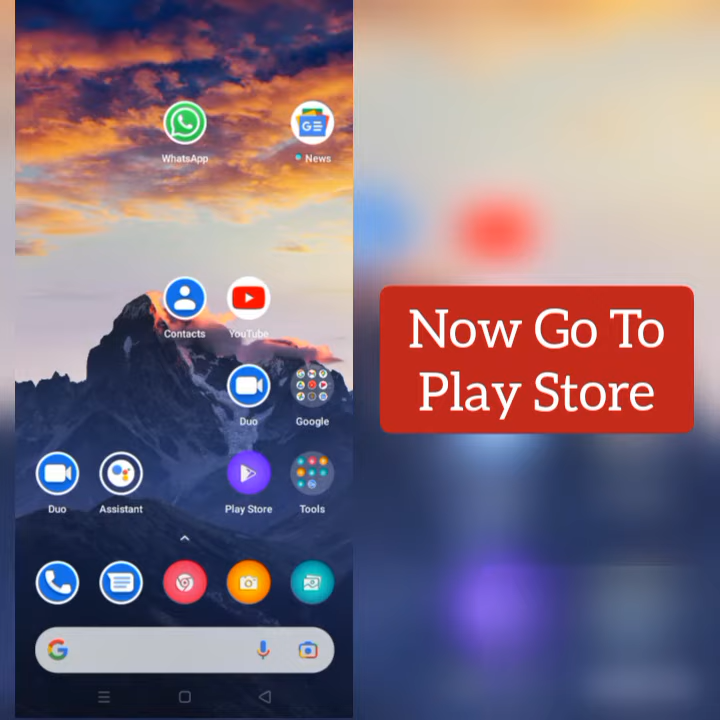 WhatsApp
News
Contacts
YouTube
Duo
Google
Duo
Assistant
Play Store
Tools
Now Go To
Play Store